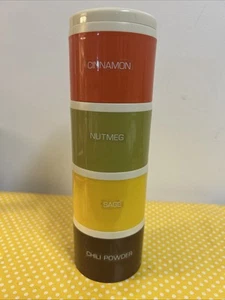 CINNAMON
NUTMEG
SAGE
CHILI POWDER